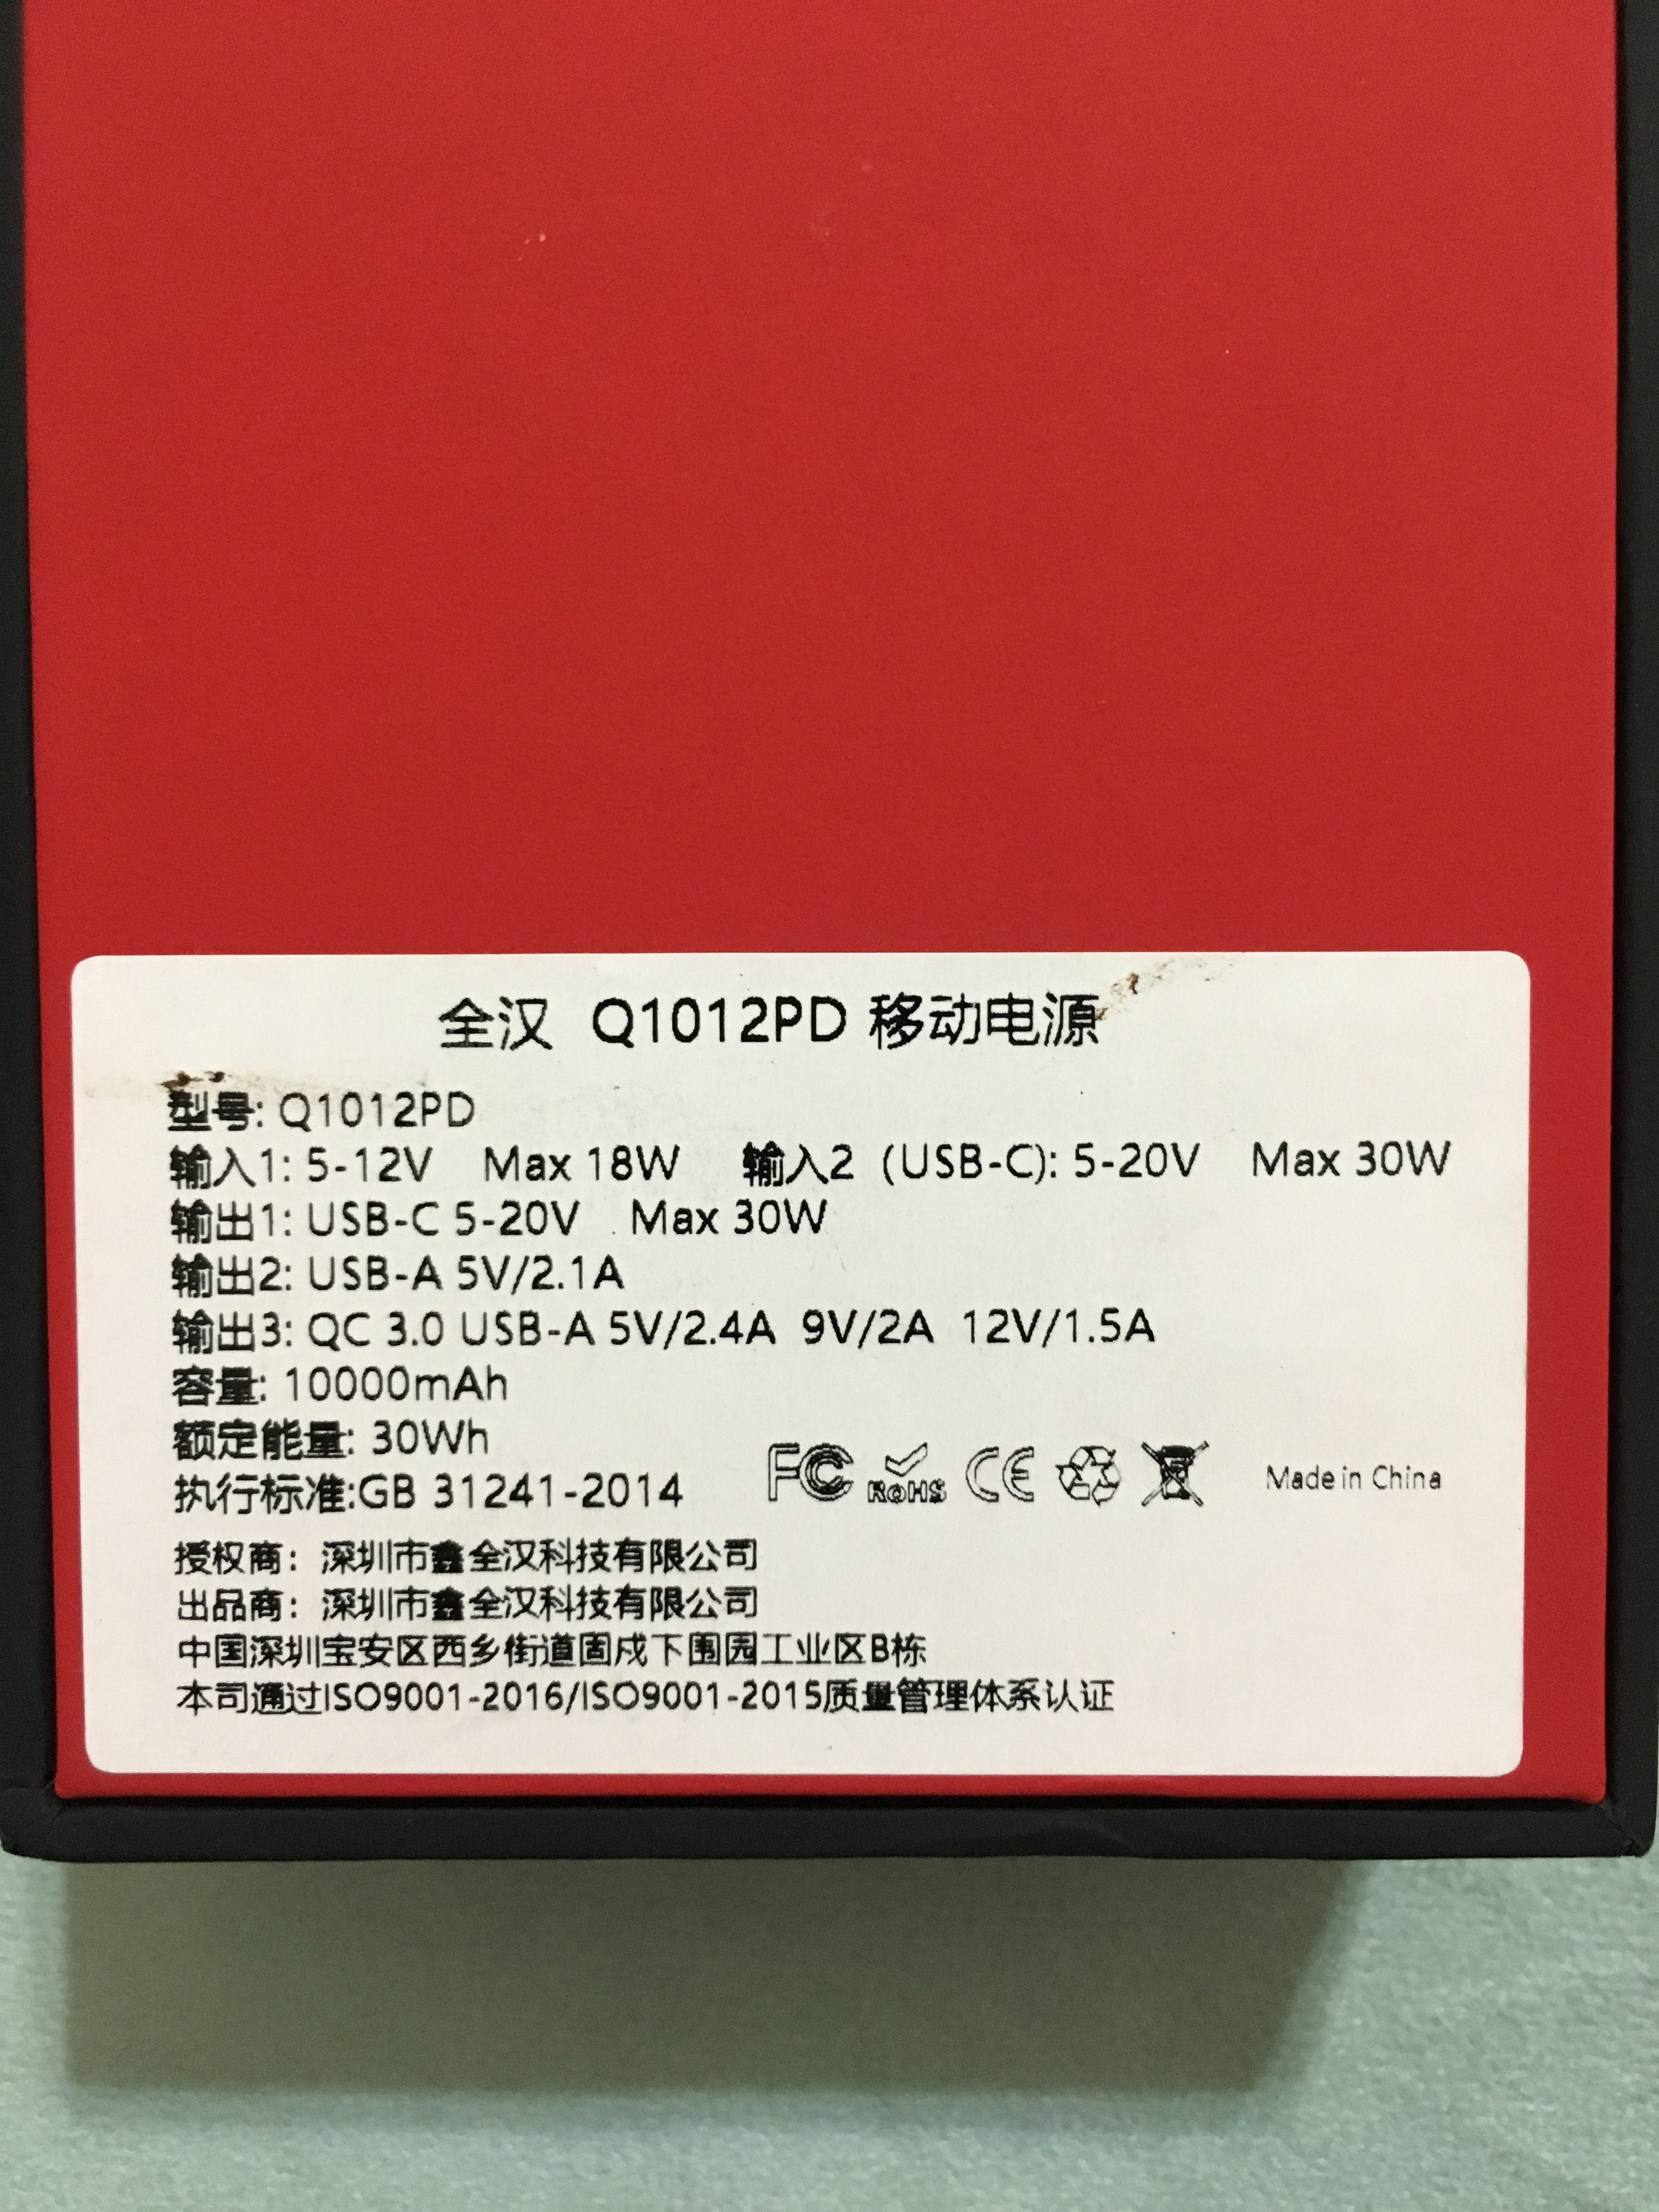 全汉 Q1012PD 移动电源
型号: Q1012PD
输入1: 5-12V Max 18W 输入2 (USB-C): 5-20V Max 30W
输出1: USB-C 5-20V Max 30W
输出2: USB-A 5V/2.1A
输出3: QC 3.0 USB-A 5V/2.4A 9V/2A 12V/1.5A
容量: 10000mAh
额定能量: 30Wh
执行标准:GB 31241-2014
FC RoHS CE Made in China
授权商：深圳市鑫全汉科技有限公司
出品商：深圳市鑫全汉科技有限公司
中国深圳宝安区西乡街道固戍下围园工业区B栋
本司通过ISO9001-2016/ISO9001-2015质量管理体系认证